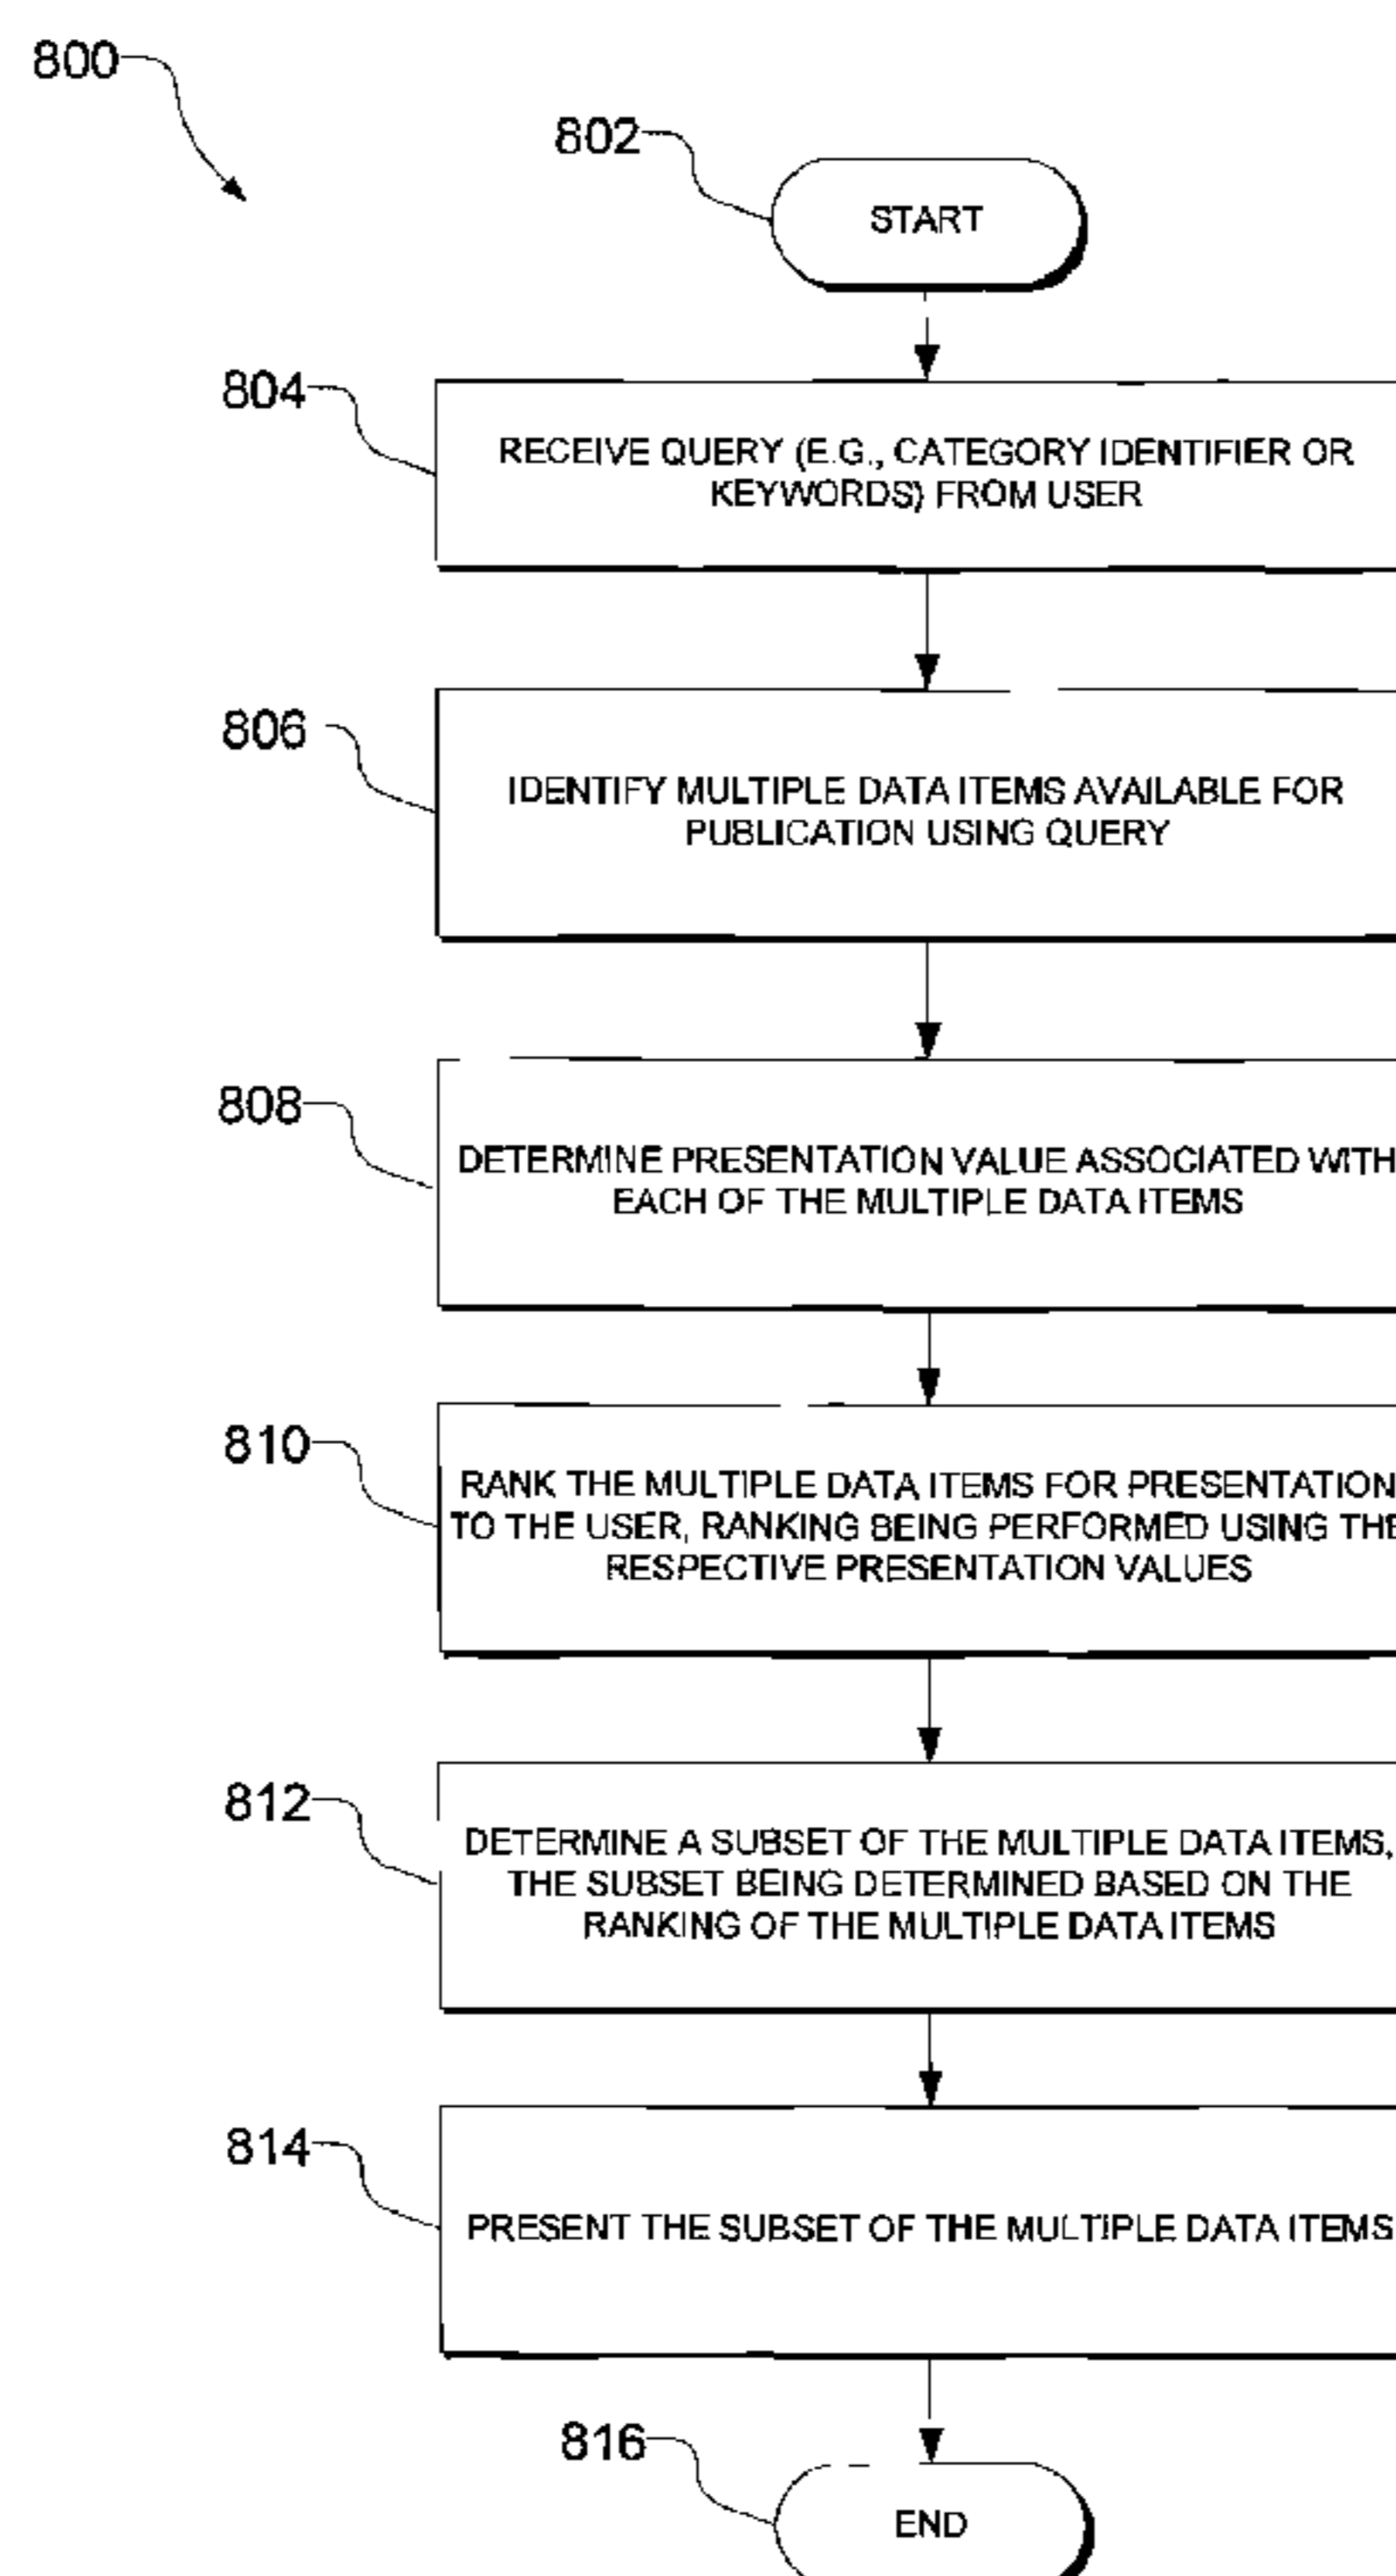 800
802
START
804
RECEIVE QUERY (E.G., CATEGORY IDENTIFIER OR
KEYWORDS) FROM USER
806
IDENTIFY MULTIPLE DATA ITEMS AVAILABLE FOR
PUBLICATION USING QUERY
808
DETERMINE PRESENTATION VALUE ASSOCIATED WITH
EACH OF THE MULTIPLE DATA ITEMS
810
RANK THE MULTIPLE DATA ITEMS FOR PRESENTATION
TO THE USER, RANKING BEING PERFORMED USING THE
RESPECTIVE PRESENTATION VALUES
812
DETERMINE A SUBSET OF THE MULTIPLE DATA ITEMS,
THE SUBSET BEING DETERMINED BASED ON THE
RANKING OF THE MULTIPLE DATA ITEMS
814
PRESENT THE SUBSET OF THE MULTIPLE DATA ITEMS
816
END